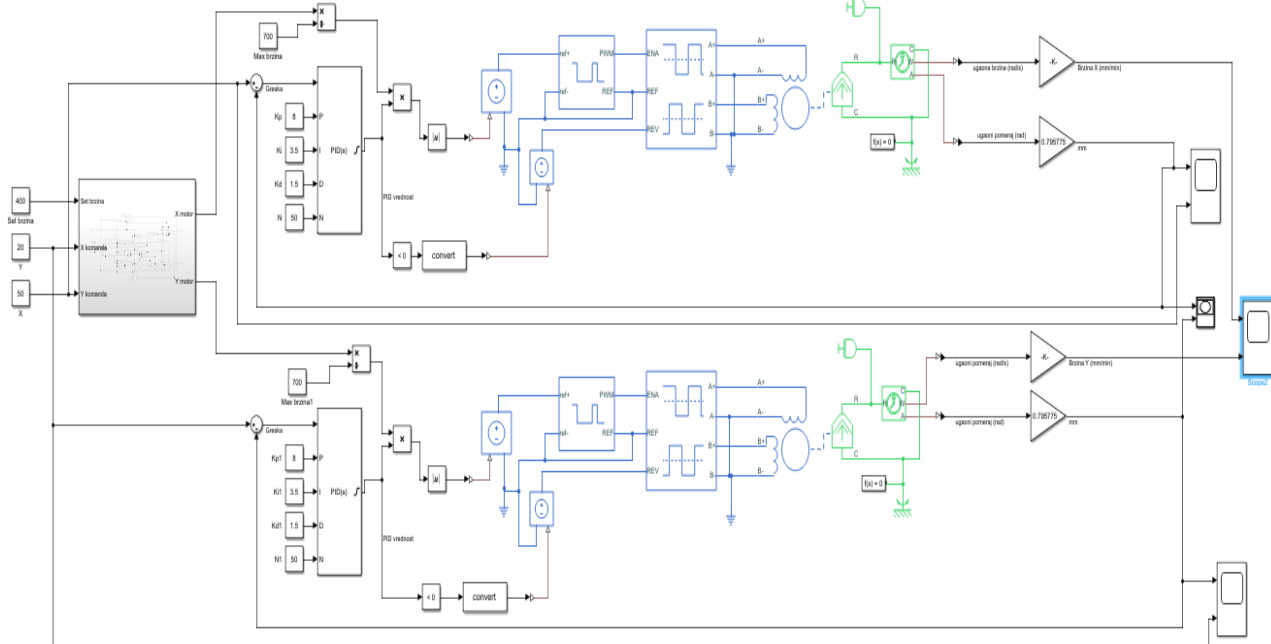 700
Max brzina
Greska
Kp
8
P
Ki
3.5
I
PID(s)
Kd
1.5
D
N
50
N
PID vrednost
×
|u|
< 0
convert
ref+
PWM
ref-
REF
ENA
REF
REV
A+
A-
B+
B-
A+
A-
B+
B-
R
C
f(x) = 0
C
R
W
A
ugaona brzina (rad/s)
-K-
Brzina X (mm/min)
ugaoni pomeraj (rad)
0.795775
mm
400
Set brzina
20
Y
50
X
Set brzina
X komanda
Y komanda
X motor
Y motor
700
Max brzina1
Greska
Kp1
8
P
Ki1
3.5
I
PID(s)
Kd1
1.5
D
N1
50
N
PID vrednost
×
|u|
< 0
convert
ref+
PWM
ref-
REF
ENA
REF
REV
A+
A-
B+
B-
A+
A-
B+
B-
R
C
f(x) = 0
C
R
W
A
ugaoni pomeraj (rad/s)
-K-
Brzina Y (mm/min)
ugaoni pomeraj (rad)
0.795775
mm
Scope2